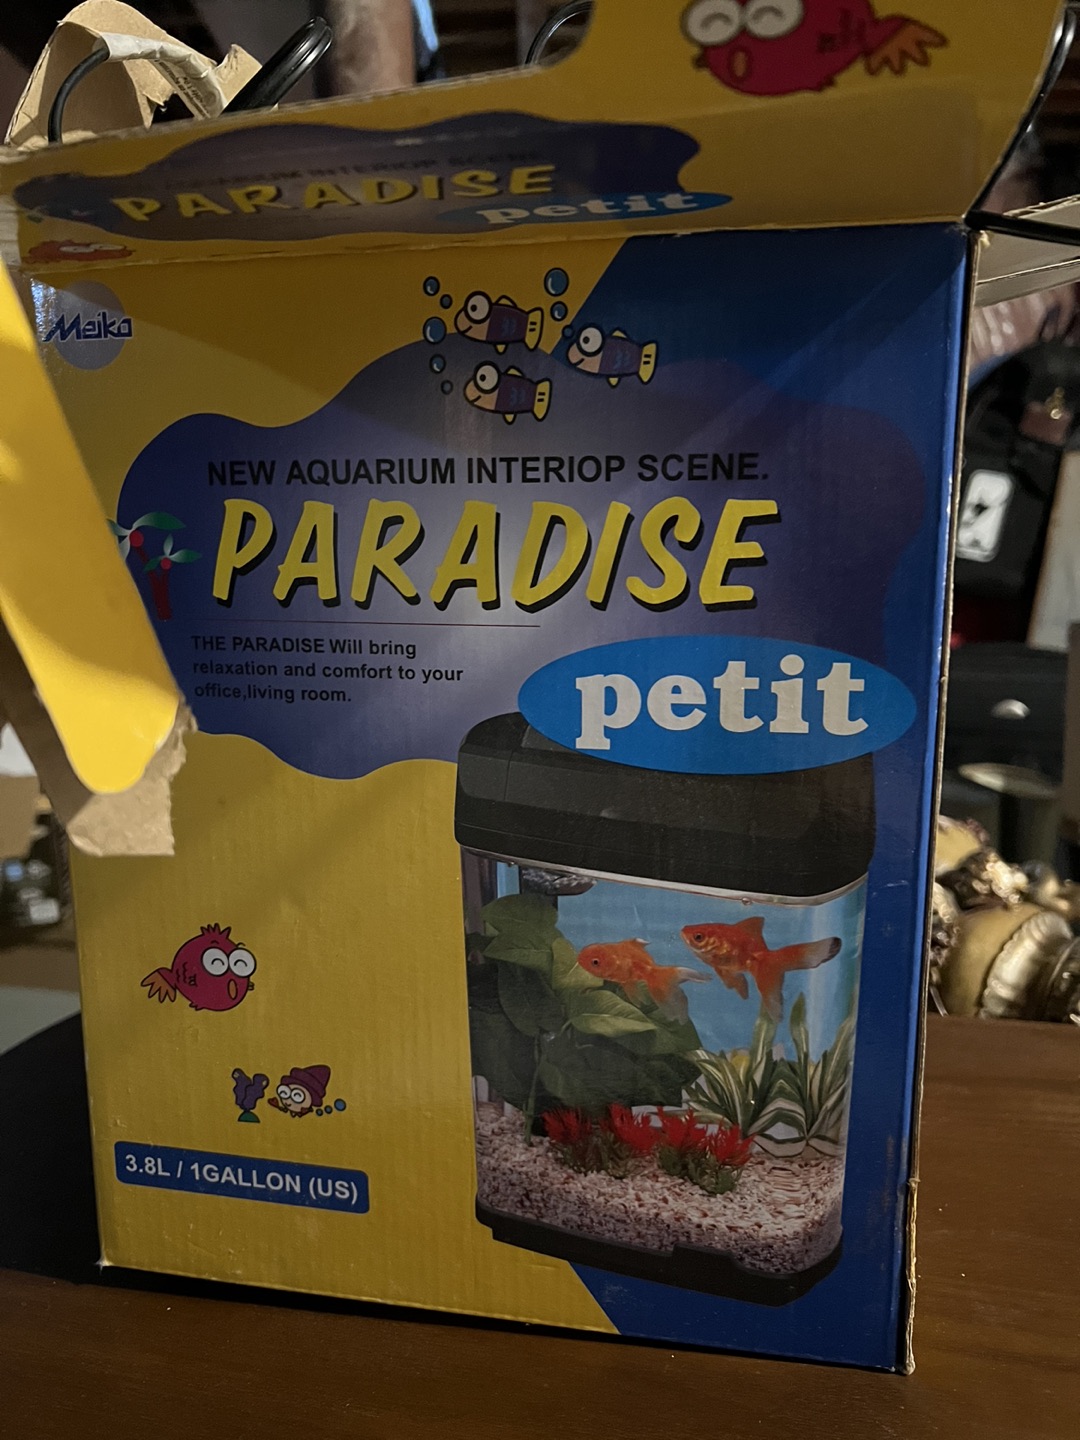 PARADISE
petit
Meiko
NEW AQUARIUM INTERIOP SCENE.
PARADISE
THE PARADISE Will bring
relaxation and comfort to your
office,living room.
petit
3.8L / 1GALLON (US)